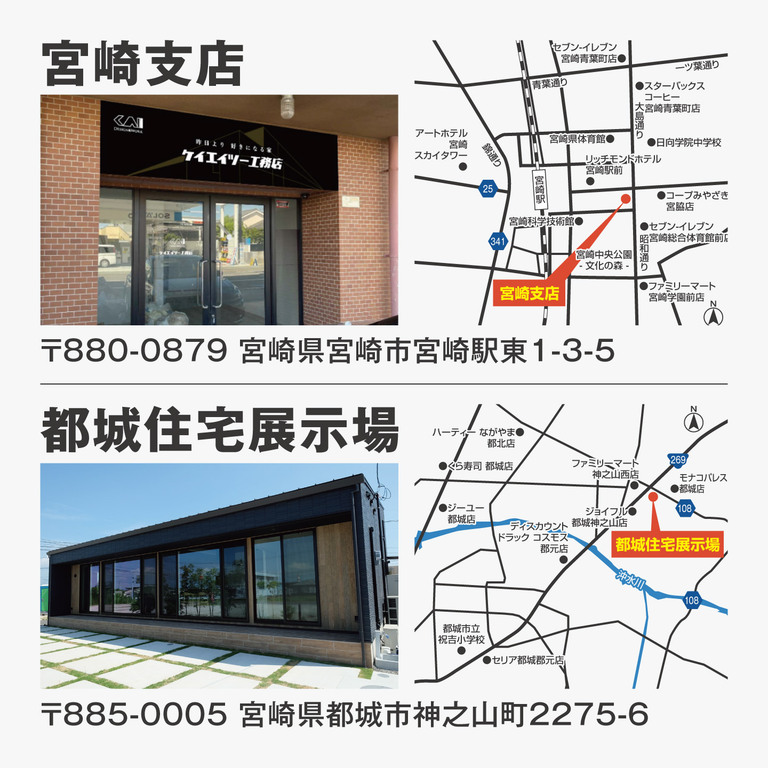 宮崎支店
KAI
昨日より 好きになる家
ケイエイツー工務店
セブン-イレブン
宮崎青葉町店
一ツ葉通り
青葉通り
スターバックス
コーヒー
宮崎青葉町店
大島通り
アートホテル
宮崎
スカイタワー
錦通り
宮崎県体育館
日向学院中学校
リッチモンドホテル
宮崎駅前
25
宮崎駅
コープみやざき
宮脇店
宮崎科学技術館
セブン-イレブン
宮崎総合体育館前店
341
昭和通り
宮崎中央公園
- 文化の森 -
宮崎支店
ファミリーマート
宮崎学園前店
N
〒880-0879 宮崎県宮崎市宮崎駅東1-3-5
都城住宅展示場
N
ハーティー ながやま
都北店
269
くら寿司 都城店
ファミリーマート
神之山西店
モナコパレス
都城店
ジーユー
都城店
ジョイフル
都城神之山店
108
ディスカウント
ドラック コスモス
郡元店
都城住宅展示場
沖水川
108
都城市立
祝吉小学校
セリア都城郡元店
〒885-0005 宮崎県都城市神之山町2275-6